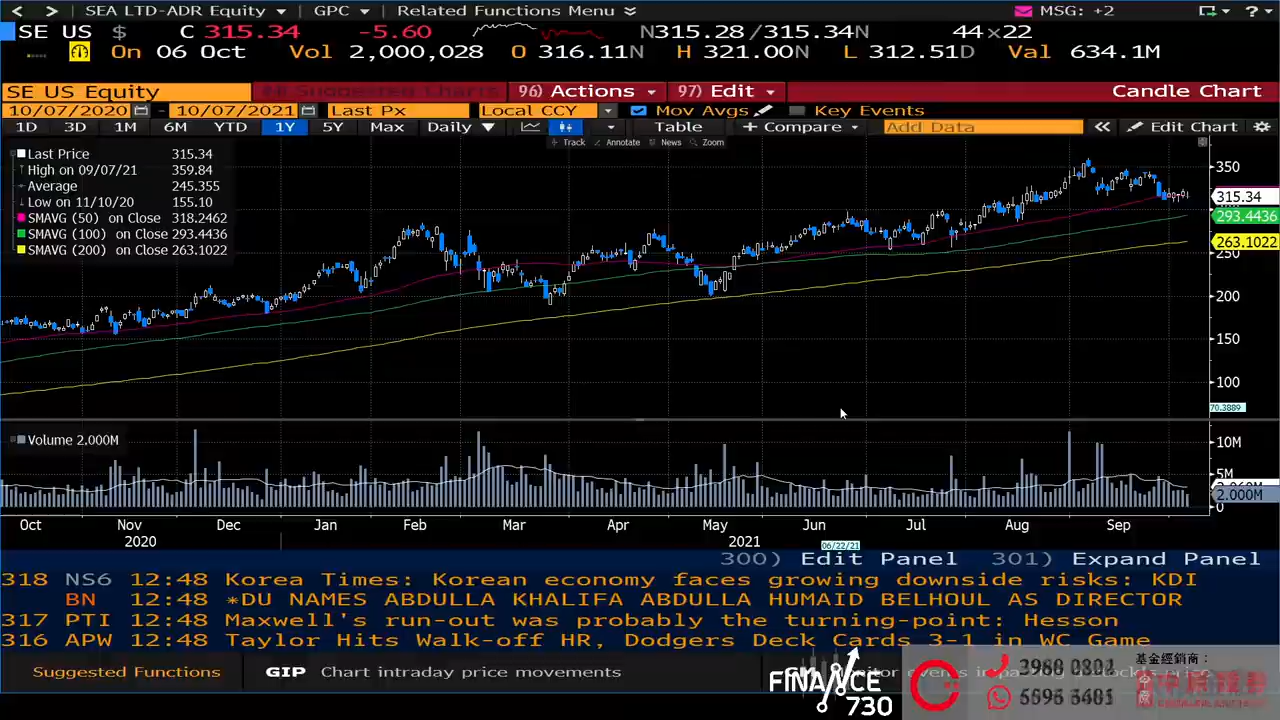 < > SEA LTD-ADR Equity GPC Related Functions Menu MSG: +2 ?
SE US $ C 315.34 -5.60 N315.28/315.34N 44×22
On 06 Oct Vol 2,000,028 O 316.11N H 321.00N L 312.51D Val 634.1M
SE US Equity 96) Actions 97) Edit Candle Chart
10/07/2020 - 10/07/2021 Last Px Local CCY Mov Avgs Key Events
1D 3D 1M 6M YTD 1Y 5Y Max Daily Table + Compare Add Data « Edit Chart
Track Annotate News Zoom
Last Price 315.34
High on 09/07/21 359.84
Average 245.355
Low on 11/10/20 155.10
SMAVG (50) on Close 318.2462
SMAVG (100) on Close 293.4436
SMAVG (200) on Close 263.1022
350
315.34
293.4436
263.1022
250
200
150
100
70.3889
Volume 2.000M
10M
5M
2.000M
0
Oct Nov Dec Jan Feb Mar Apr May Jun Jul Aug Sep
2020 2021
06/22/21
300) Edit Panel 301) Expand Panel
318 NS6 12:48 Korea Times: Korean economy faces growing downside risks: KDI
BN 12:48 *DU NAMES ABDULLA KHALIFA ABDULLA HUMAID BELHOUL AS DIRECTOR
317 PTI 12:48 Maxwell's run-out was probably the turning-point: Hesson
316 APW 12:48 Taylor Hits Walk-off HR, Dodgers Deck Cards 3-1 in WC Game
Suggested Functions GIP Chart intraday price movements
FINANCE 730
基金經銷商：